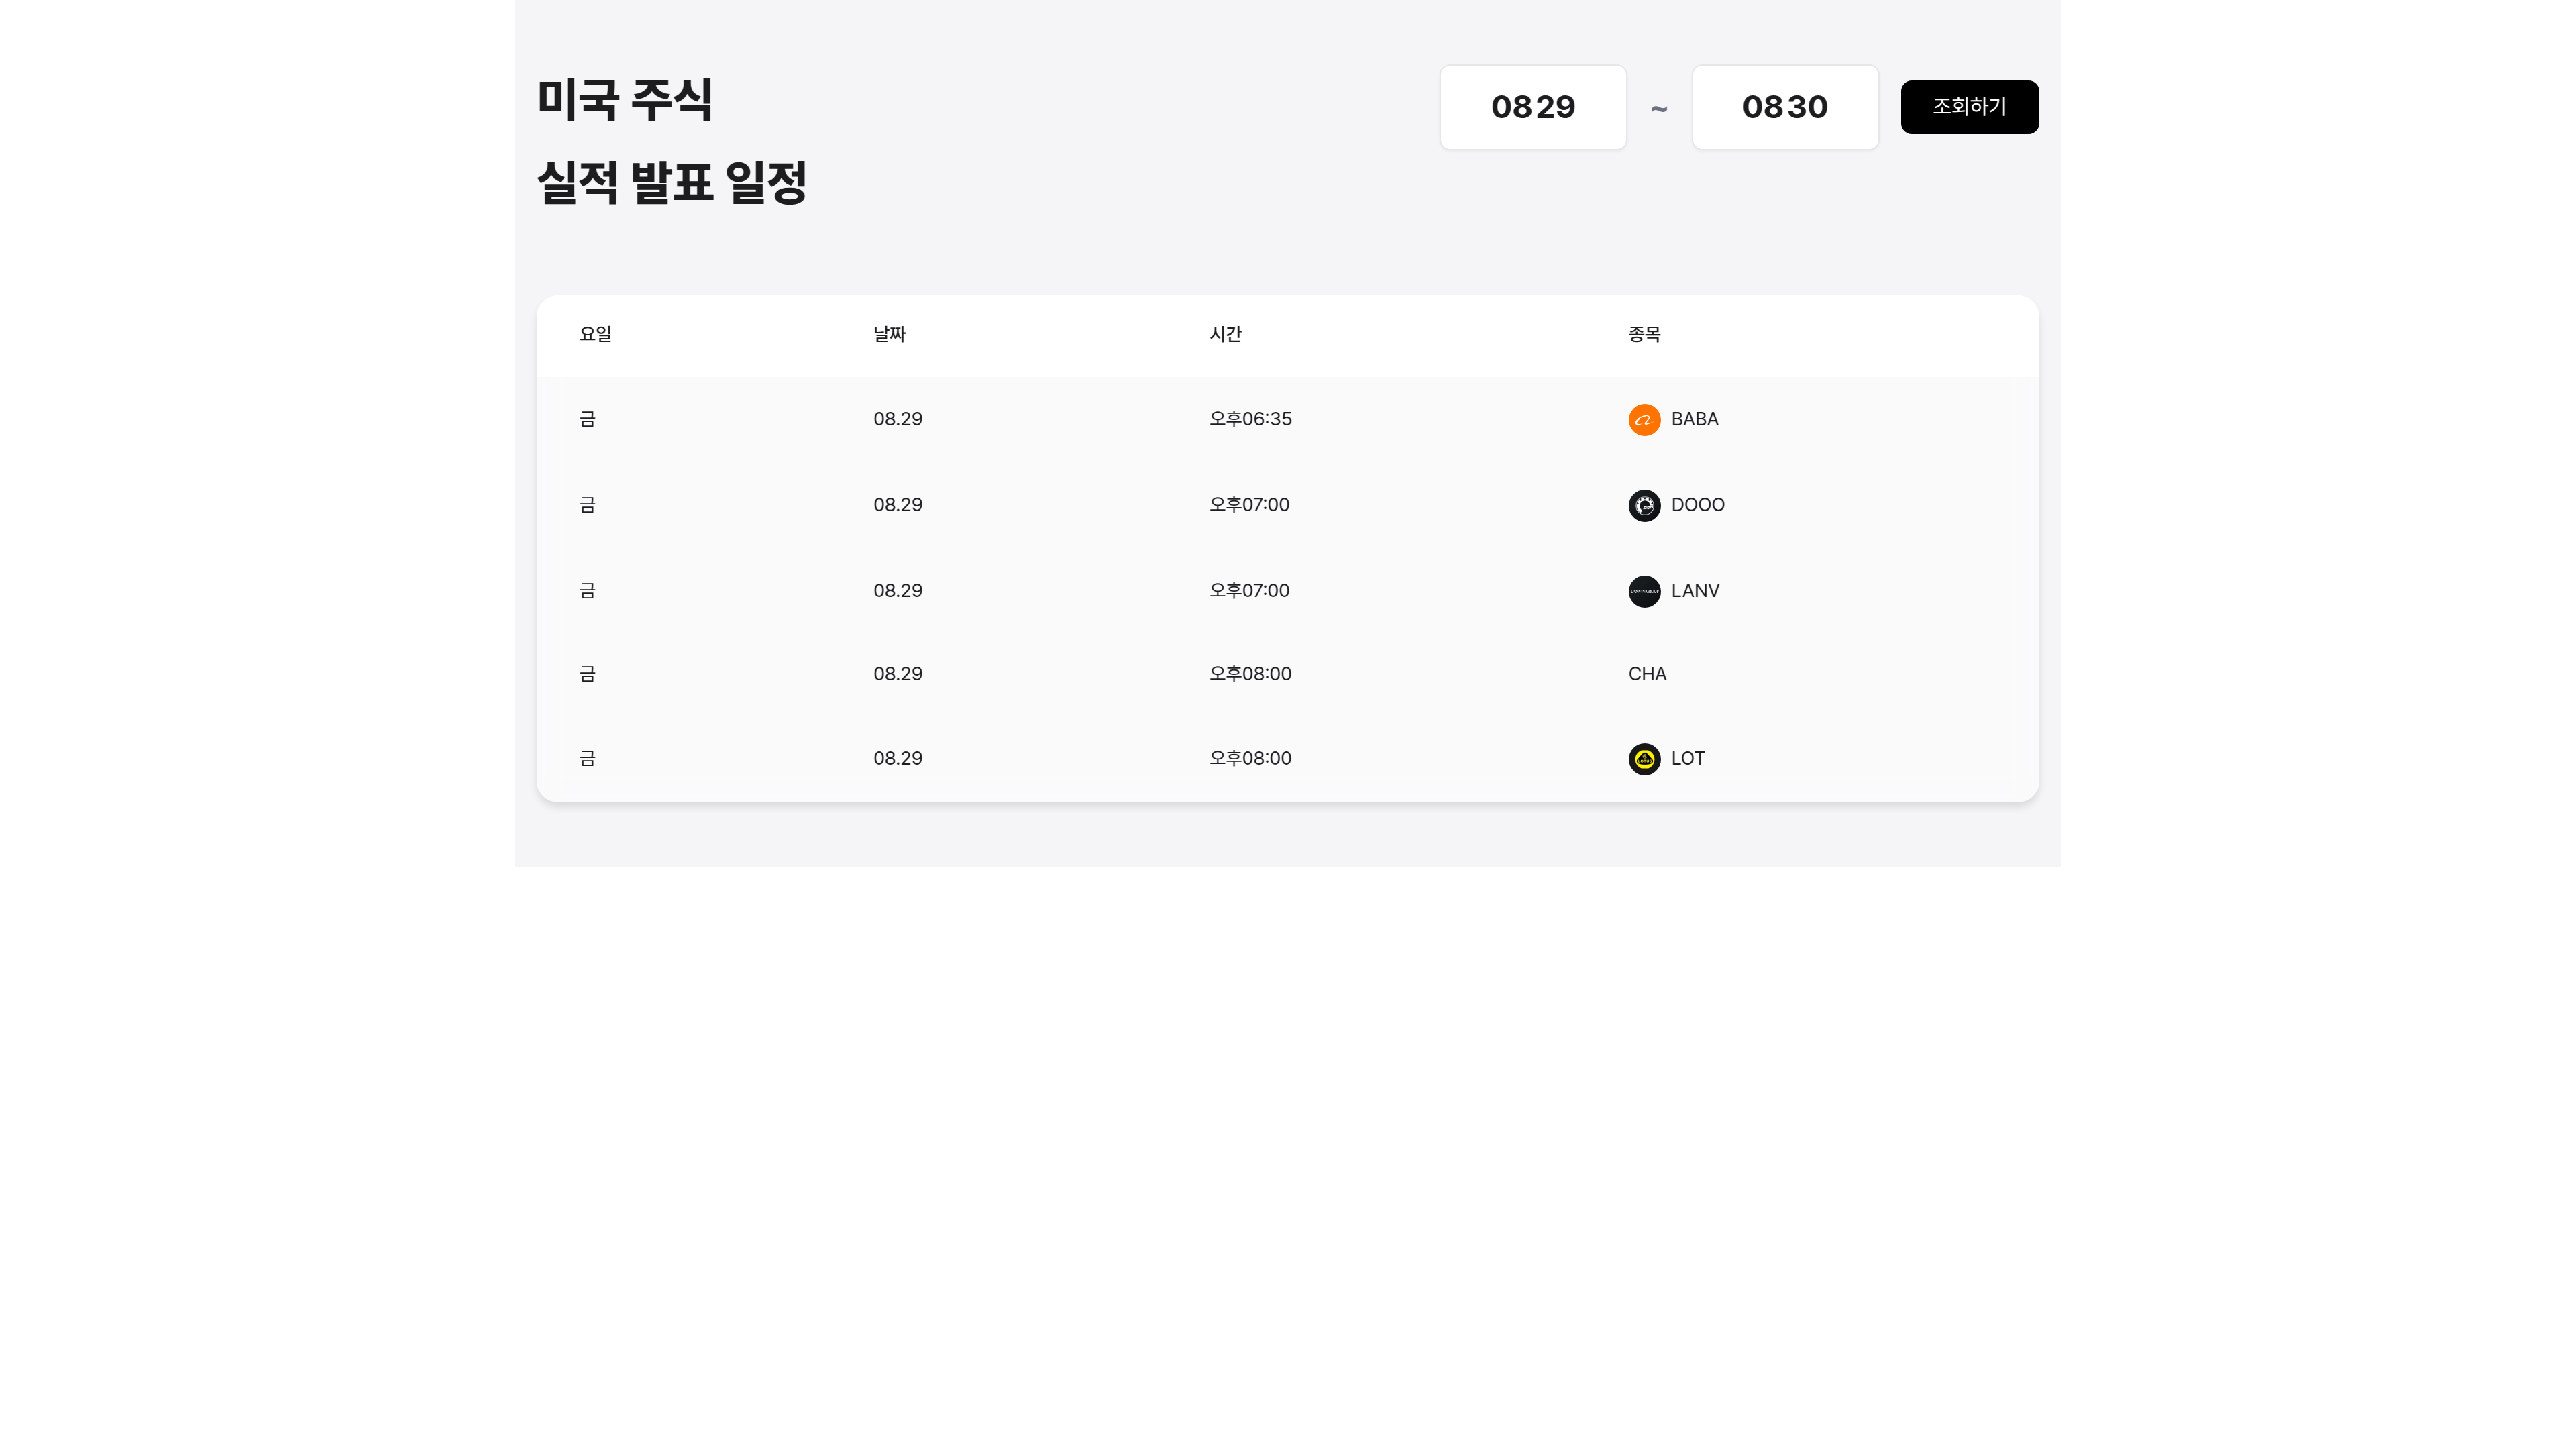 미국 주식
실적 발표 일정
0829 ~ 0830 조회하기
요일 날짜 시간 종목
금 08.29 오후06:35 BABA
금 08.29 오후07:00 DOOO
금 08.29 오후07:00 LANVIN GROUP LANV
금 08.29 오후08:00 CHA
금 08.29 오후08:00 LOT